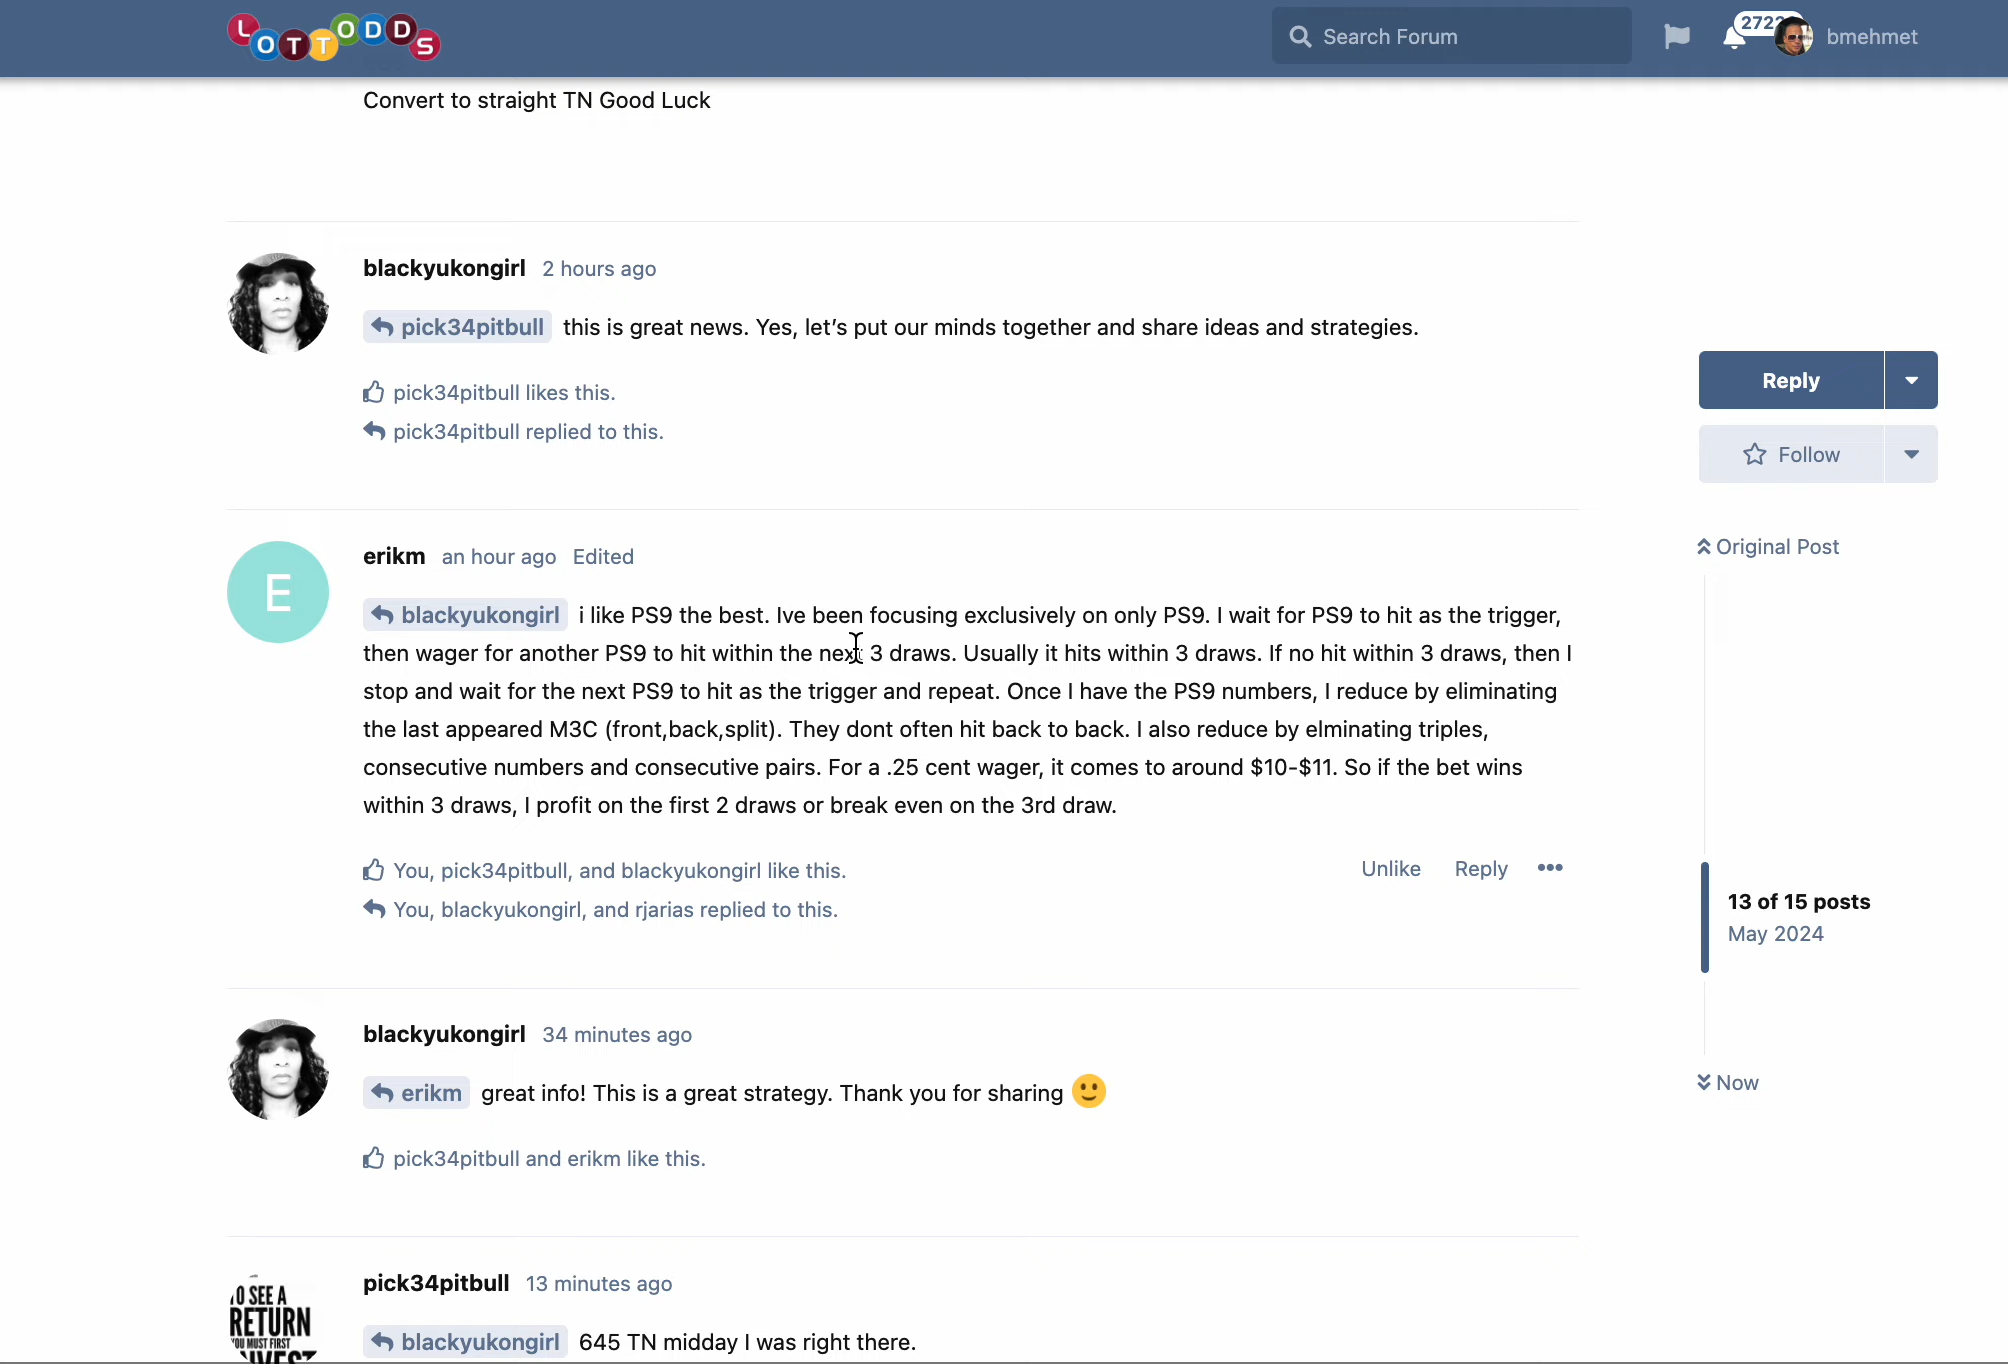 LOTTODDS
Search Forum
2722
bmehmet
Convert to straight TN Good Luck
blackyukongirl 2 hours ago
pick34pitbull this is great news. Yes, let's put our minds together and share ideas and strategies.
pick34pitbull likes this.
pick34pitbull replied to this.
Reply
Follow
Original Post
E
erikm an hour ago Edited
blackyukongirl i like PS9 the best. Ive been focusing exclusively on only PS9. I wait for PS9 to hit as the trigger,
then wager for another PS9 to hit within the next 3 draws. Usually it hits within 3 draws. If no hit within 3 draws, then I
stop and wait for the next PS9 to hit as the trigger and repeat. Once I have the PS9 numbers, I reduce by eliminating
the last appeared M3C (front,back,split). They dont often hit back to back. I also reduce by elminating triples,
consecutive numbers and consecutive pairs. For a .25 cent wager, it comes to around $10-$11. So if the bet wins
within 3 draws, I profit on the first 2 draws or break even on the 3rd draw.
You, pick34pitbull, and blackyukongirl like this.
Unlike Reply
You, blackyukongirl, and rjarias replied to this.
13 of 15 posts
May 2024
Now
blackyukongirl 34 minutes ago
erikm great info! This is a great strategy. Thank you for sharing
pick34pitbull and erikm like this.
pick34pitbull 13 minutes ago
TO SEE A
RETURN
YOU MUST FIRST
INVEST
blackyukongirl 645 TN midday I was right there.